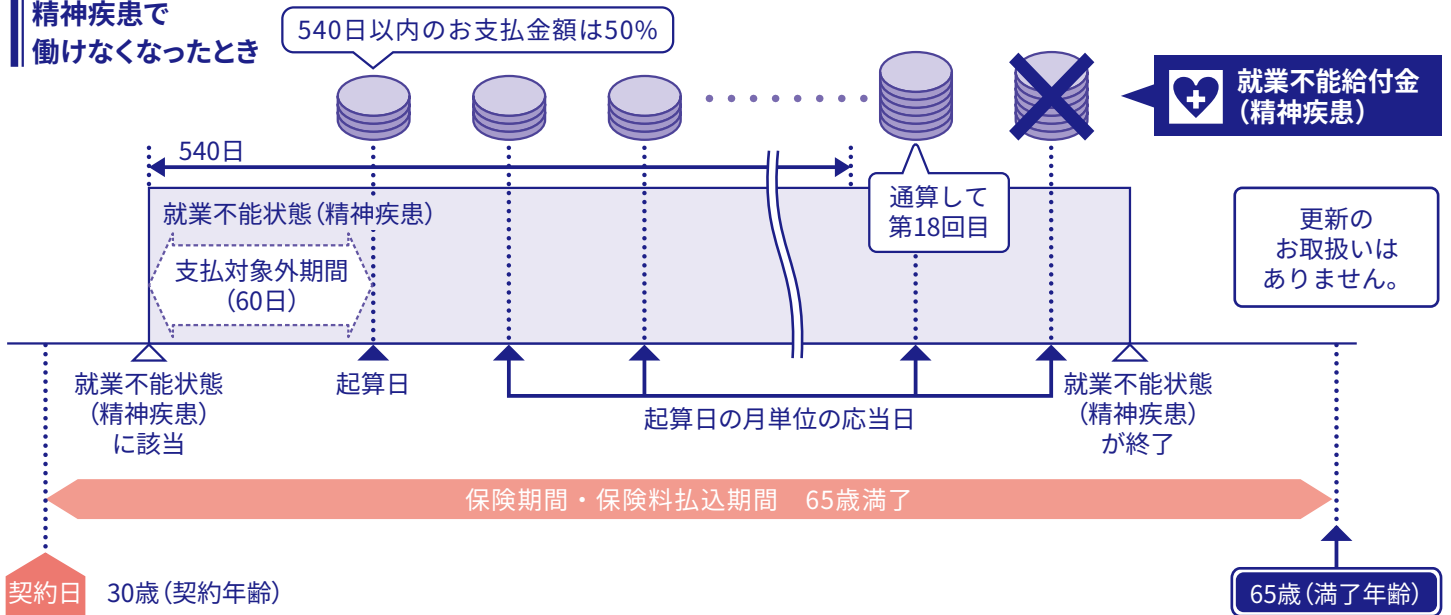 精神疾患で
働けなくなったとき
540日以内のお支払金額は50%
就業不能給付金
（精神疾患）
540日
就業不能状態（精神疾患）
支払対象外期間
（60日）
通算して
第18回目
更新の
お取扱いは
ありません。
就業不能状態
（精神疾患）
に該当
起算日
起算日の月単位の応当日
就業不能状態
（精神疾患）
が終了
保険期間・保険料払込期間　65歳満了
契約日
30歳（契約年齢）
65歳（満了年齢）